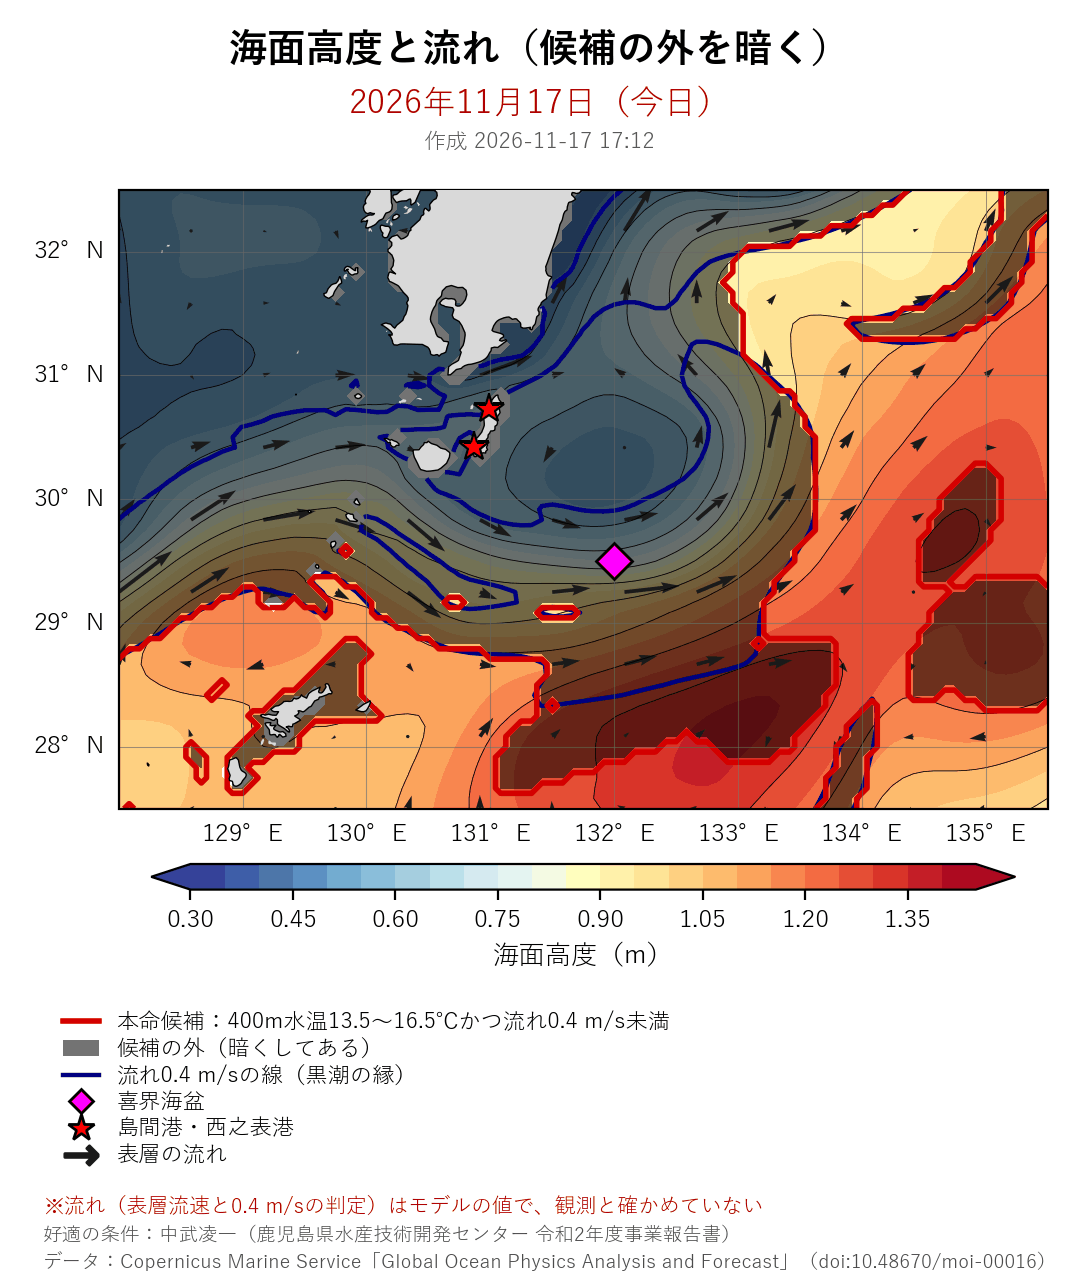 海面高度と流れ（候補の外を暗く）
2026年11月17日（今日）
作成 2026-11-17 17:12
32° N
31° N
30° N
29° N
28° N
129° E 130° E 131° E 132° E 133° E 134° E 135° E
0.30 0.45 0.60 0.75 0.90 1.05 1.20 1.35
海面高度（m）
本命候補：400m水温13.5～16.5℃かつ流れ0.4 m/s未満
候補の外（暗くしてある）
流れ0.4 m/sの線（黒潮の縁）
喜界海盆
島間港・西之表港
表層の流れ
※流れ（表層流速と0.4 m/sの判定）はモデルの値で、観測と確かめていない
好適の条件：中武凌一（鹿児島県水産技術開発センター 令和2年度事業報告書）
データ：Copernicus Marine Service「Global Ocean Physics Analysis and Forecast」（doi:10.48670/moi-00016）